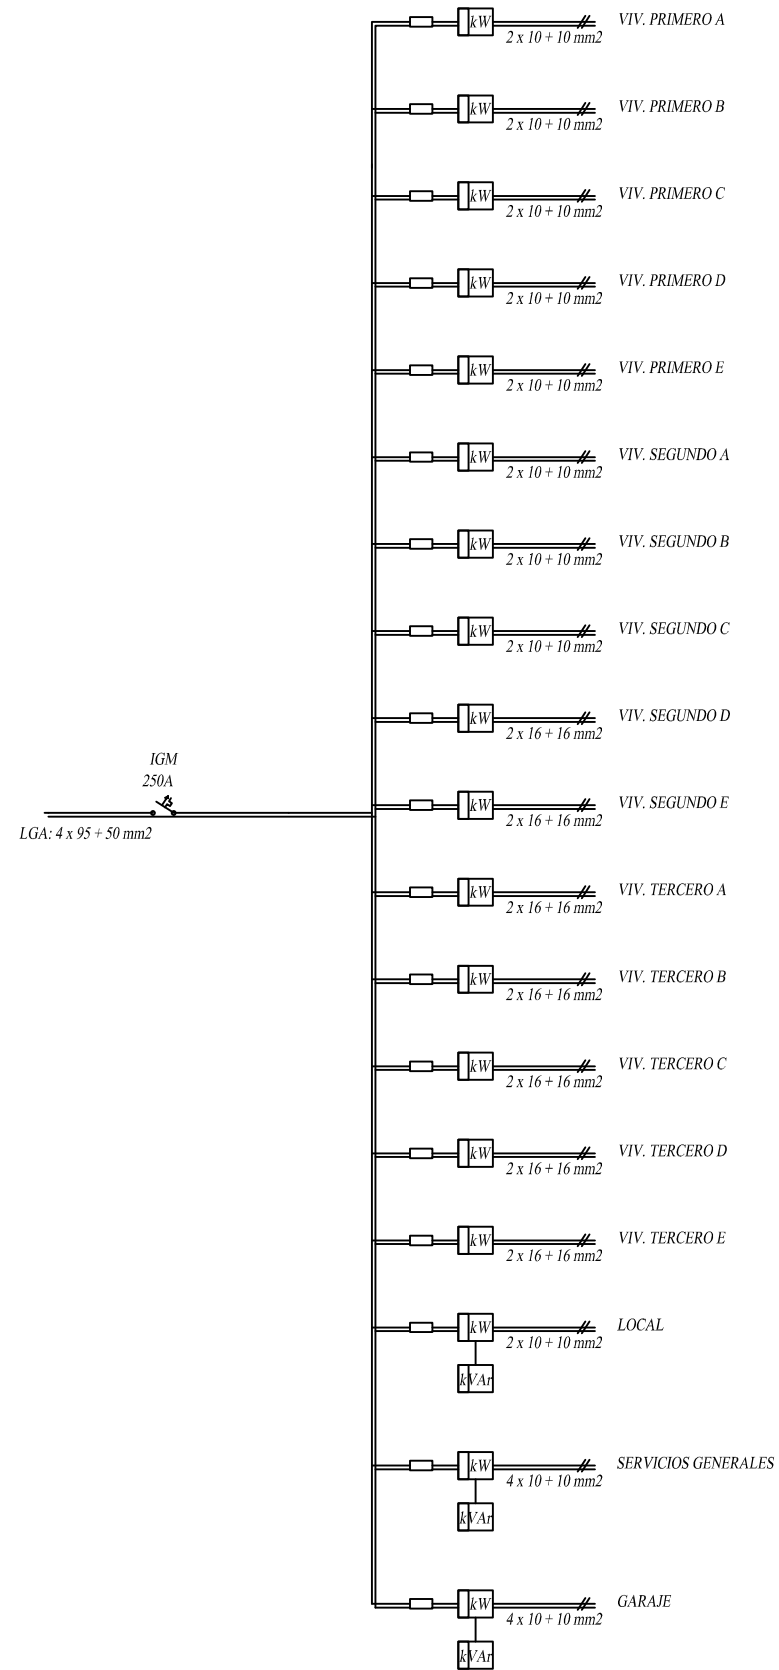 kW
VIV. PRIMERO A
2 x 10 + 10 mm2
kW
VIV. PRIMERO B
2 x 10 + 10 mm2
kW
VIV. PRIMERO C
2 x 10 + 10 mm2
kW
VIV. PRIMERO D
2 x 10 + 10 mm2
kW
VIV. PRIMERO E
2 x 10 + 10 mm2
kW
VIV. SEGUNDO A
2 x 10 + 10 mm2
kW
VIV. SEGUNDO B
2 x 10 + 10 mm2
kW
VIV. SEGUNDO C
2 x 10 + 10 mm2
kW
VIV. SEGUNDO D
2 x 16 + 16 mm2
IGM
250A
LGA: 4 x 95 + 50 mm2
kW
VIV. SEGUNDO E
2 x 16 + 16 mm2
kW
VIV. TERCERO A
2 x 16 + 16 mm2
kW
VIV. TERCERO B
2 x 16 + 16 mm2
kW
VIV. TERCERO C
2 x 16 + 16 mm2
kW
VIV. TERCERO D
2 x 16 + 16 mm2
kW
VIV. TERCERO E
2 x 16 + 16 mm2
kW
LOCAL
2 x 10 + 10 mm2
kVAr
kW
SERVICIOS GENERALES
4 x 10 + 10 mm2
kVAr
kW
GARAJE
4 x 10 + 10 mm2
kVAr